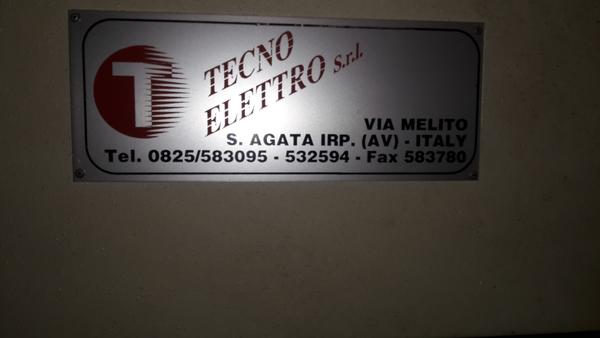 T
TECNO
ELETTRO S.r.l.
VIA MELITO
S. AGATA IRP. (AV) - ITALY
Tel. 0825/583095 - 532594 - Fax 583780